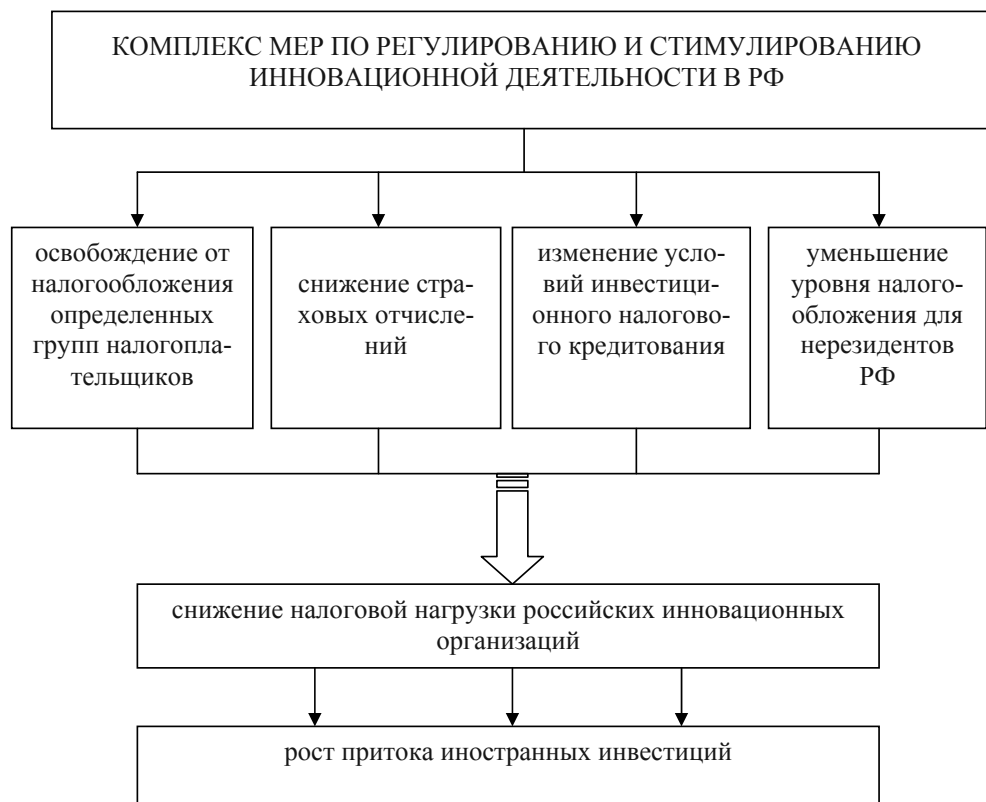 КОМПЛЕКС МЕР ПО РЕГУЛИРОВАНИЮ И СТИМУЛИРОВАНИЮ
ИННОВАЦИОННОЙ ДЕЯТЕЛЬНОСТИ В РФ
освобождение от
налогообложения
определенных
групп налогопла-
тельщиков
снижение стра-
ховых отчисле-
ний
изменение усло-
вий инвестици-
онного налогово-
го кредитования
уменьшение
уровня налого-
обложения для
нерезидентов
РФ
снижение налоговой нагрузки российских инновационных
организаций
рост притока иностранных инвестиций